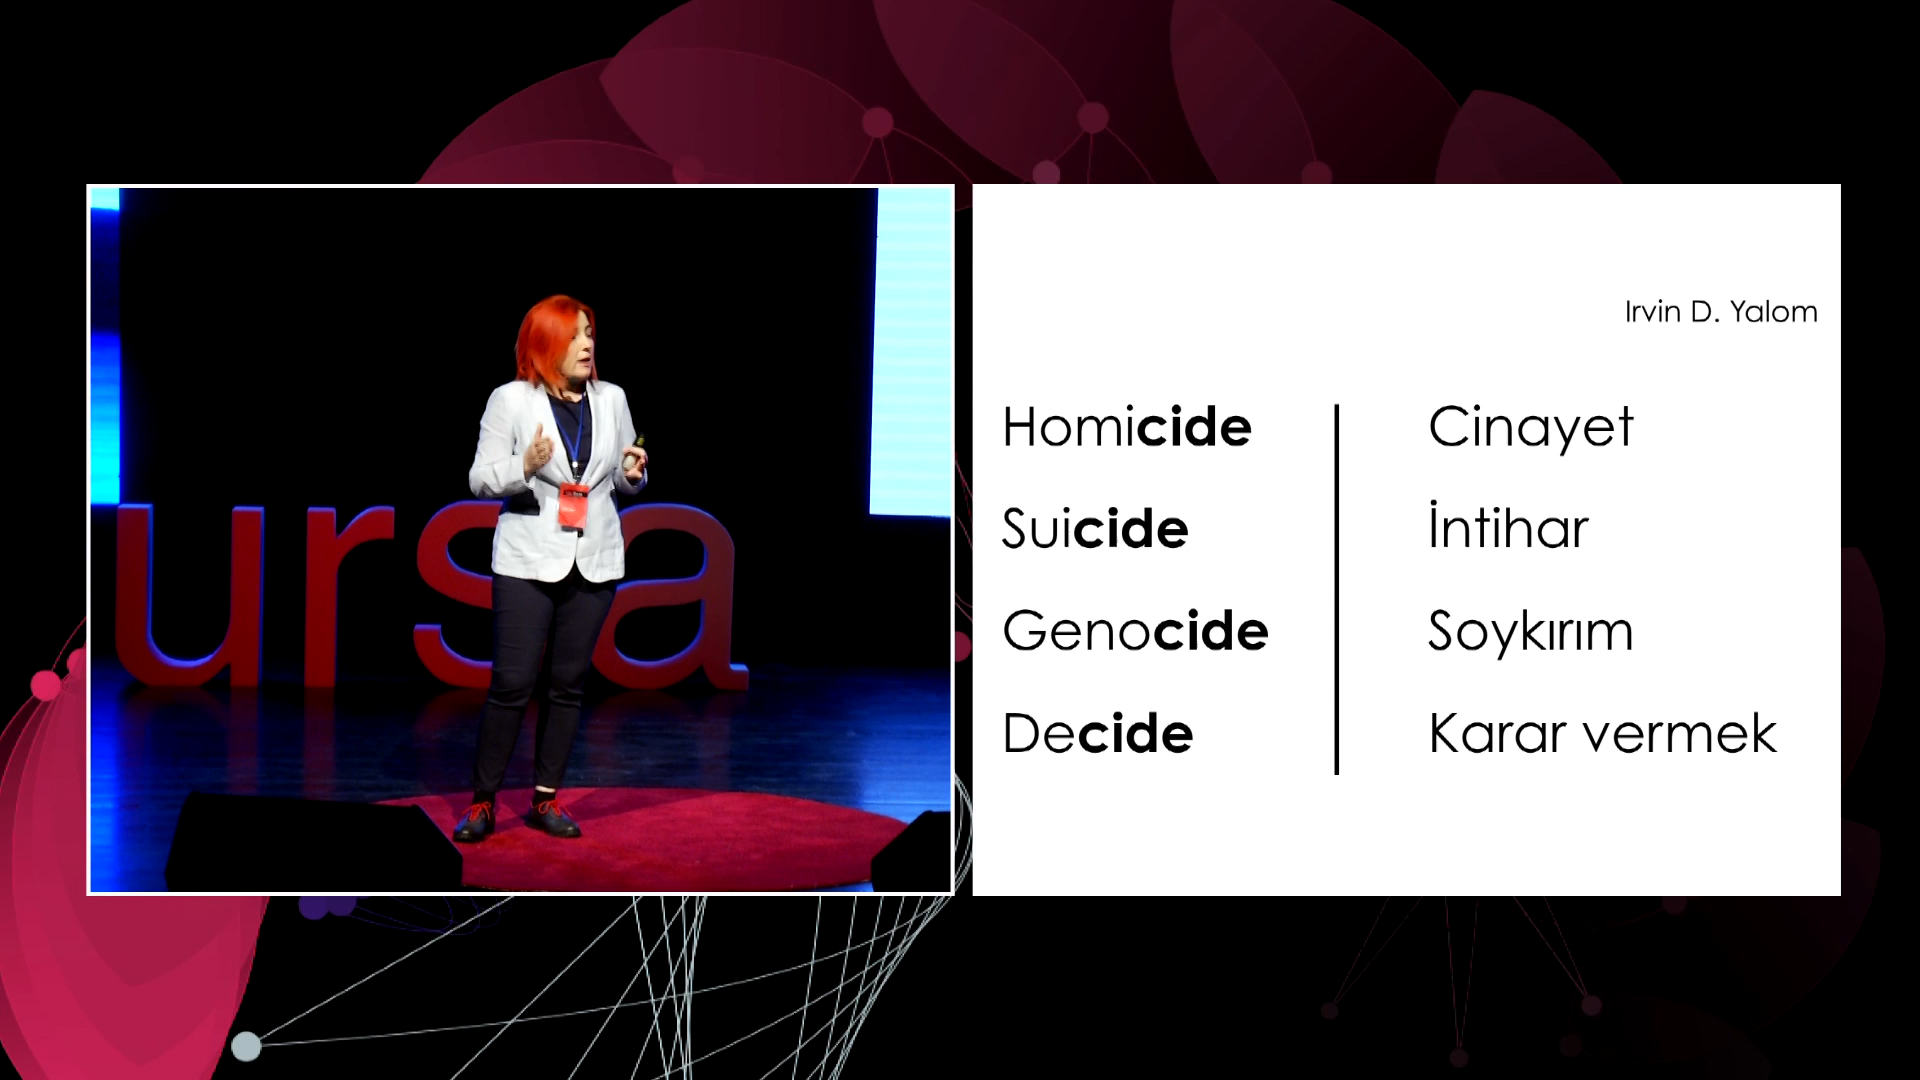 ursa
Irvin D. Yalom
Homicide
Cinayet
Suicide
İntihar
Genocide
Soykırım
Decide
Karar vermek